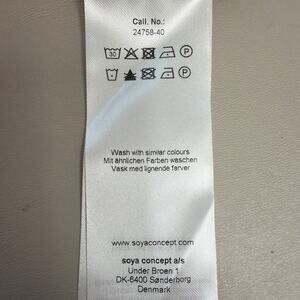 Call. No.:
24758-40
30 P
P
Wash with similar colours
Mit ähnlichen Farben waschen
Vask med lignende farver
www.soyaconcept.com
soya concept a/s
Under Broen 1
DK-6400 Sønderborg
Denmark